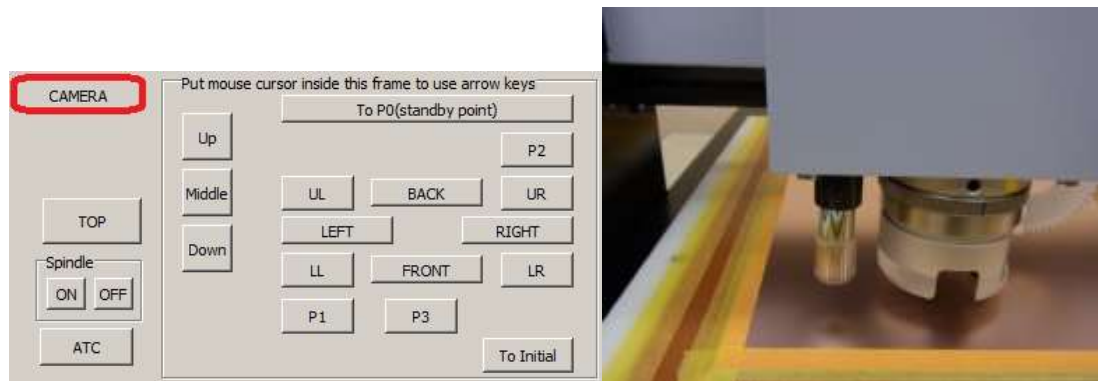 CAMERA
Put mouse cursor inside this frame to use arrow keys
To P0(standby point)
Up
P2
Middle
UL
BACK
UR
TOP
LEFT
RIGHT
Down
Spindle
LL
FRONT
LR
ON
OFF
P1
P3
ATC
To Initial